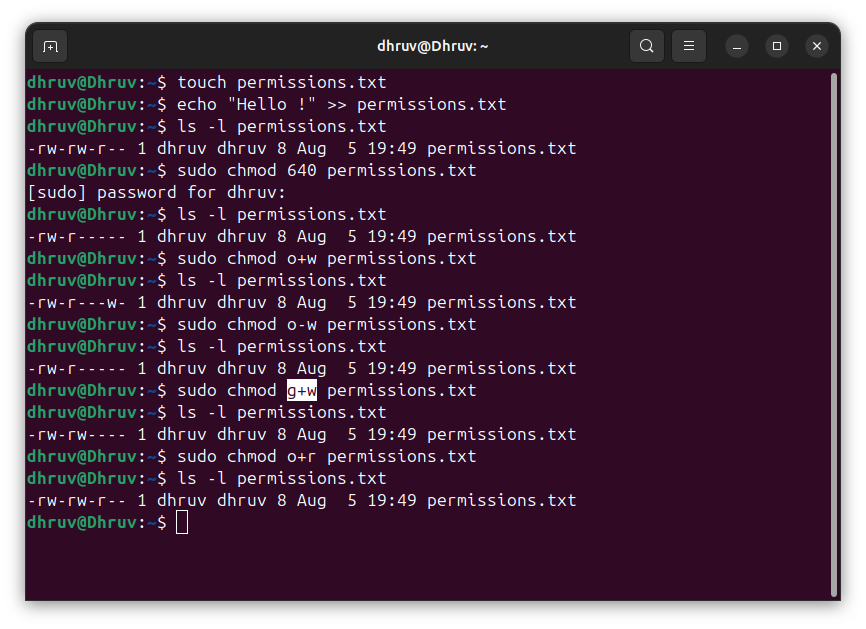 dhruv@Dhruv: ~
dhruv@Dhruv:~$ touch permissions.txt
dhruv@Dhruv:~$ echo "Hello !" >> permissions.txt
dhruv@Dhruv:~$ ls -l permissions.txt
-rw-rw-r-- 1 dhruv dhruv 8 Aug  5 19:49 permissions.txt
dhruv@Dhruv:~$ sudo chmod 640 permissions.txt
[sudo] password for dhruv:
dhruv@Dhruv:~$ ls -l permissions.txt
-rw-r----- 1 dhruv dhruv 8 Aug  5 19:49 permissions.txt
dhruv@Dhruv:~$ sudo chmod o+w permissions.txt
dhruv@Dhruv:~$ ls -l permissions.txt
-rw-r---w- 1 dhruv dhruv 8 Aug  5 19:49 permissions.txt
dhruv@Dhruv:~$ sudo chmod o-w permissions.txt
dhruv@Dhruv:~$ ls -l permissions.txt
-rw-r----- 1 dhruv dhruv 8 Aug  5 19:49 permissions.txt
dhruv@Dhruv:~$ sudo chmod g+w permissions.txt
dhruv@Dhruv:~$ ls -l permissions.txt
-rw-rw---- 1 dhruv dhruv 8 Aug  5 19:49 permissions.txt
dhruv@Dhruv:~$ sudo chmod o+r permissions.txt
dhruv@Dhruv:~$ ls -l permissions.txt
-rw-rw-r-- 1 dhruv dhruv 8 Aug  5 19:49 permissions.txt
dhruv@Dhruv:~$